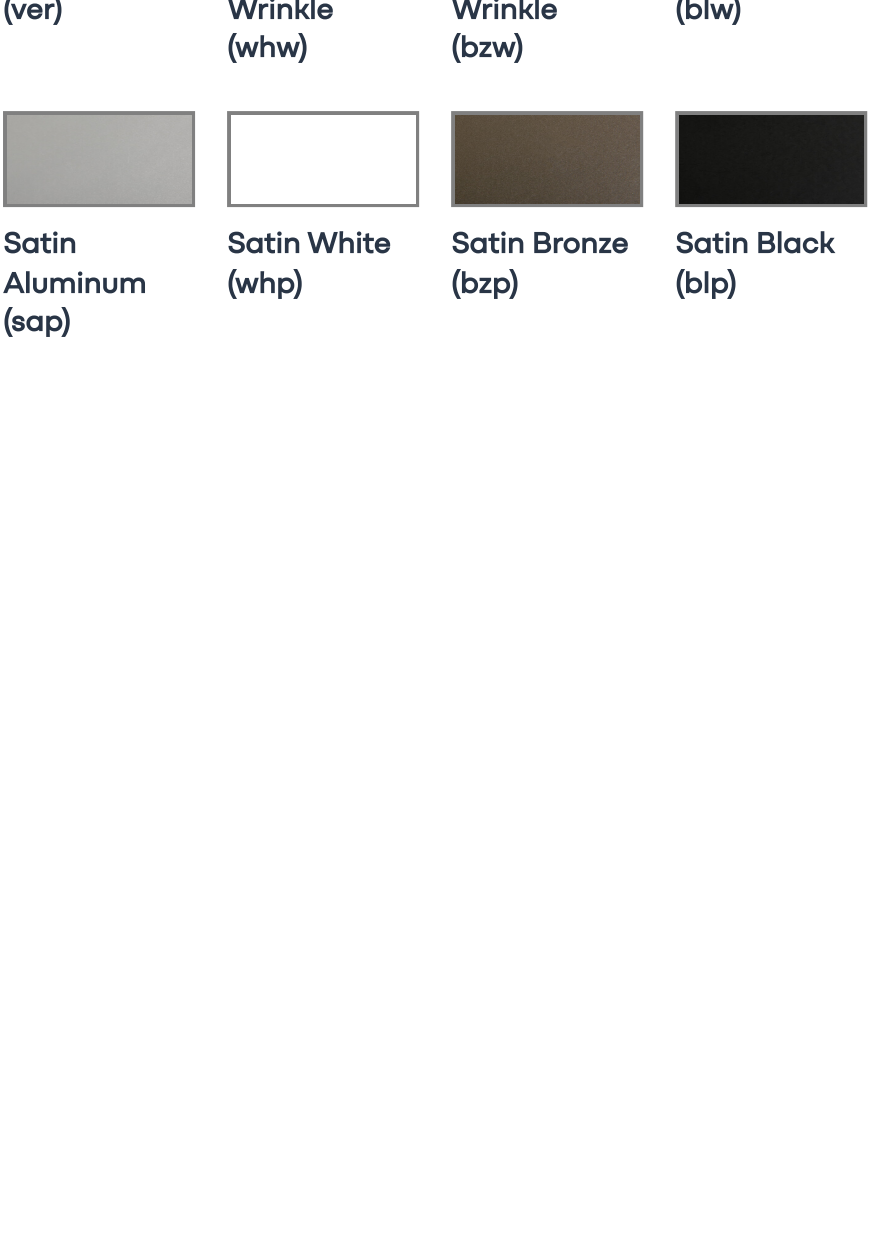 (ver)
Wrinkle
(whw)
Wrinkle
(bzw)
(blw)
Satin
Aluminum
(sap)
Satin White
(whp)
Satin Bronze
(bzp)
Satin Black
(blp)